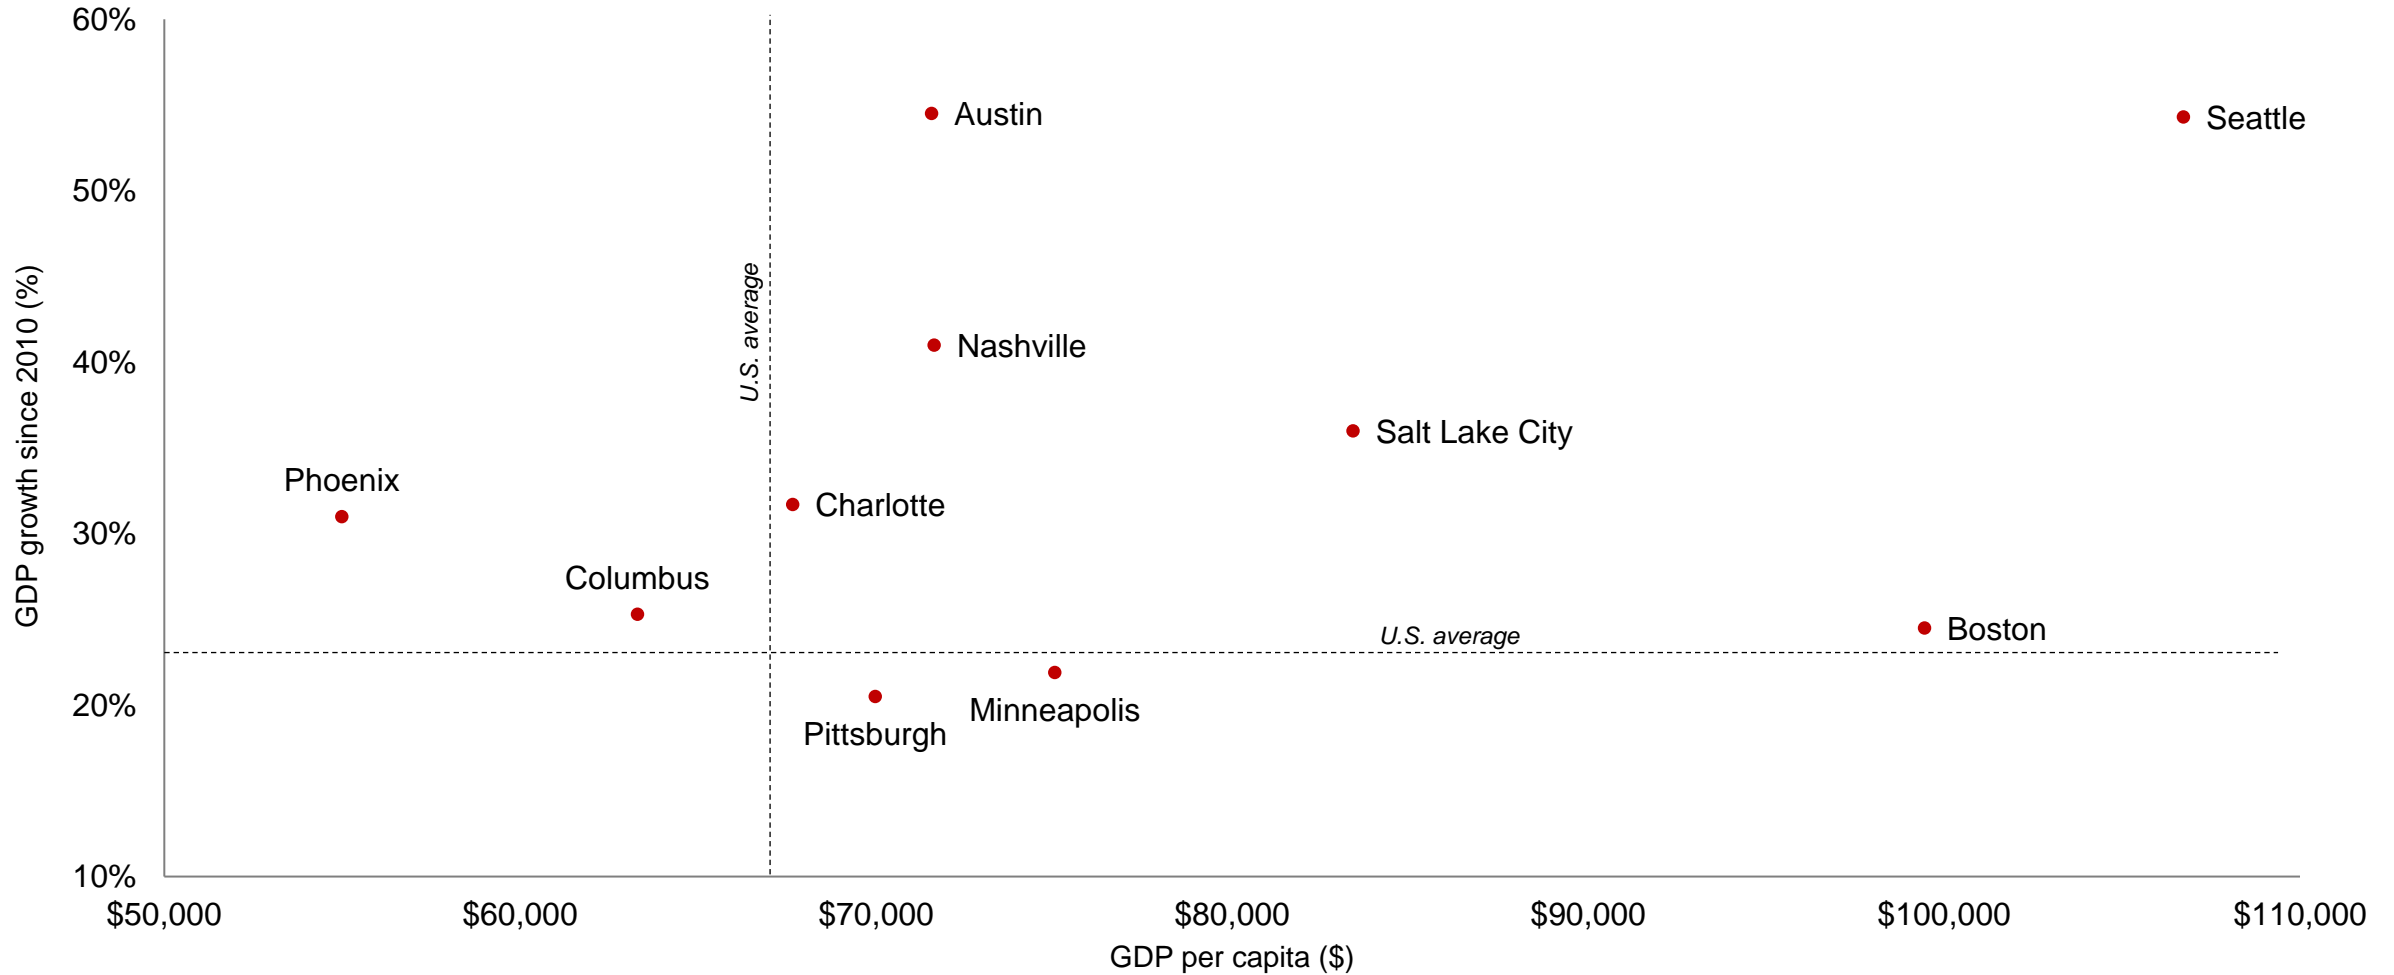 60%
50%
40%
30%
20%
10%
GDP growth since 2010 (%)
Austin
Seattle
U.S. average
Nashville
Salt Lake City
Phoenix
Charlotte
Columbus
U.S. average
Boston
Minneapolis
Pittsburgh
$50,000 $60,000 $70,000 $80,000 $90,000 $100,000 $110,000
GDP per capita ($)